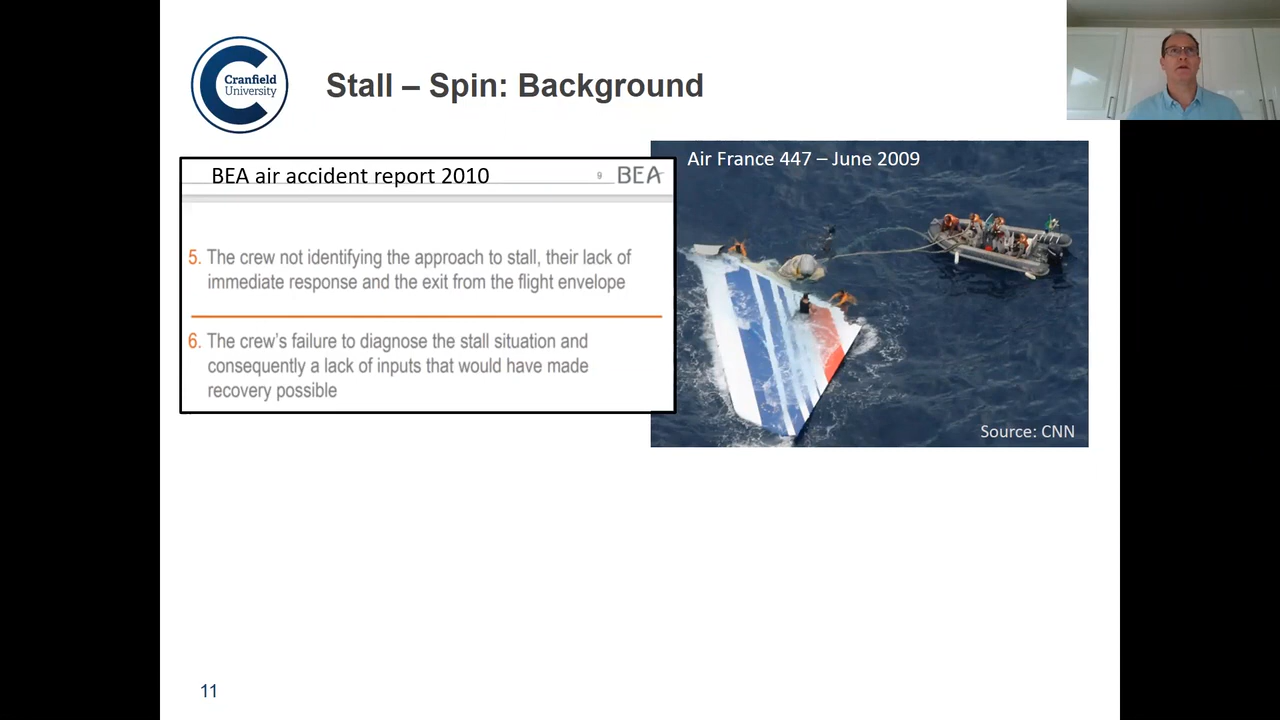 Cranfield
University
Stall – Spin: Background
BEA air accident report 2010
9 BEA
5. The crew not identifying the approach to stall, their lack of
immediate response and the exit from the flight envelope
6. The crew's failure to diagnose the stall situation and
consequently a lack of inputs that would have made
recovery possible
Air France 447 – June 2009
Source: CNN
11